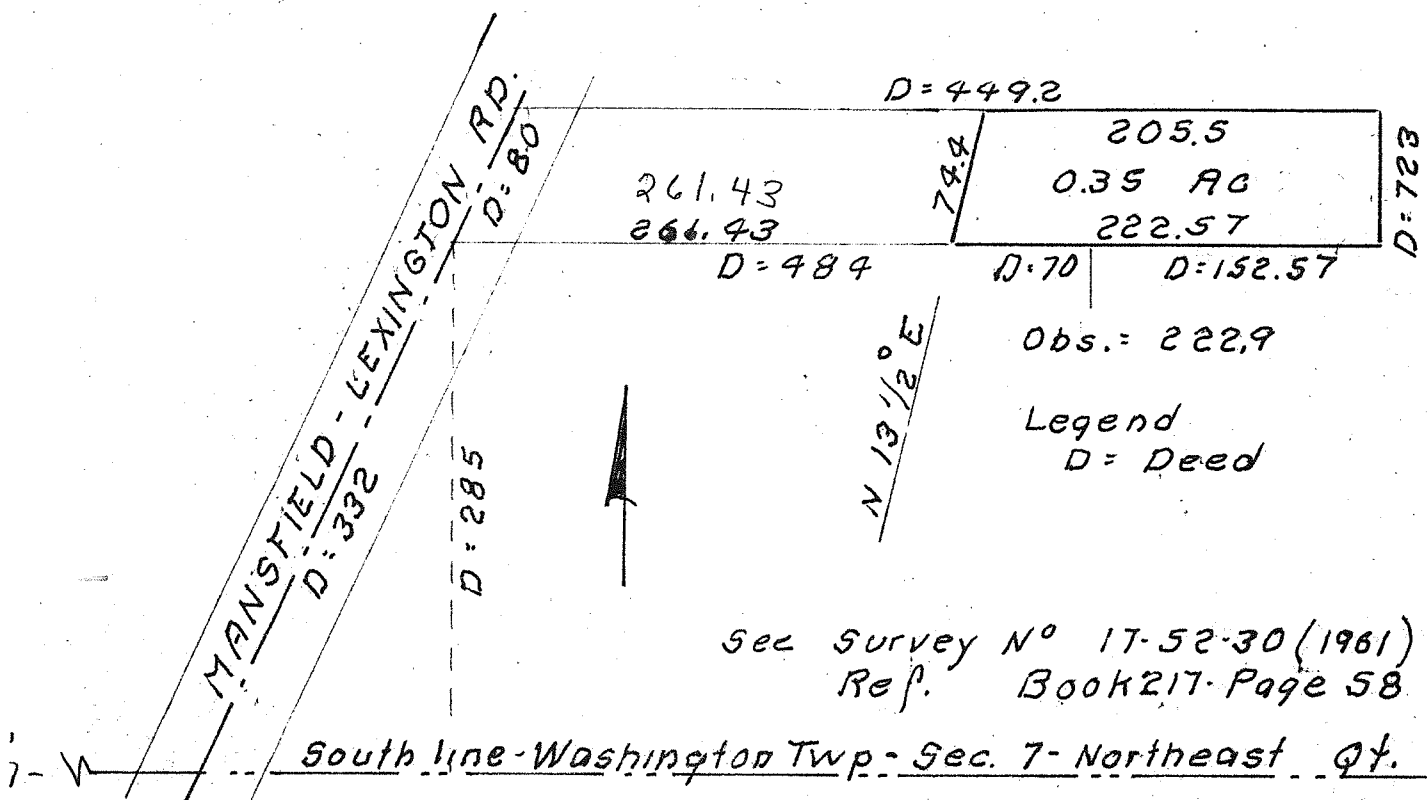 MANSFIELD - LEXINGTON RD.
D=80
D=332
D=449.2
205.5
0.35 Ac
222.57
74.4
D=723
261.43
261.43
D=484
D=70
D=152.57
Obs.= 222.9
N 13 1/2° E
Legend
D= Deed
D=285
See Survey Nº 17-52-30 (1961)
Ref. Book 217-Page 58
South line-Washington Twp-Sec. 7-Northeast Qt.